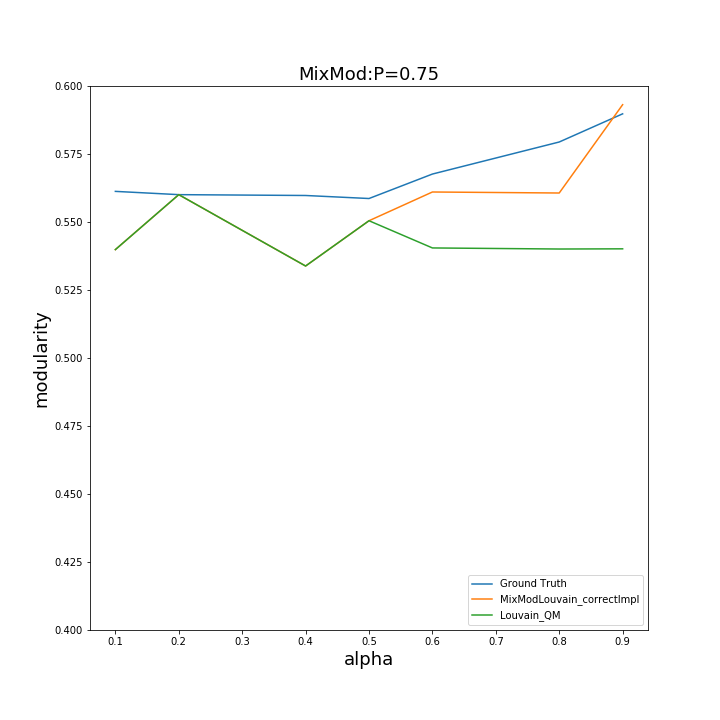 MixMod:P=0.75
0.600
0.575
0.550
0.525
0.500
0.475
0.450
0.425
0.400
modularity
Ground Truth
MixModLouvain_correctImpl
Louvain_QM
0.1 0.2 0.3 0.4 0.5 0.6 0.7 0.8 0.9
alpha